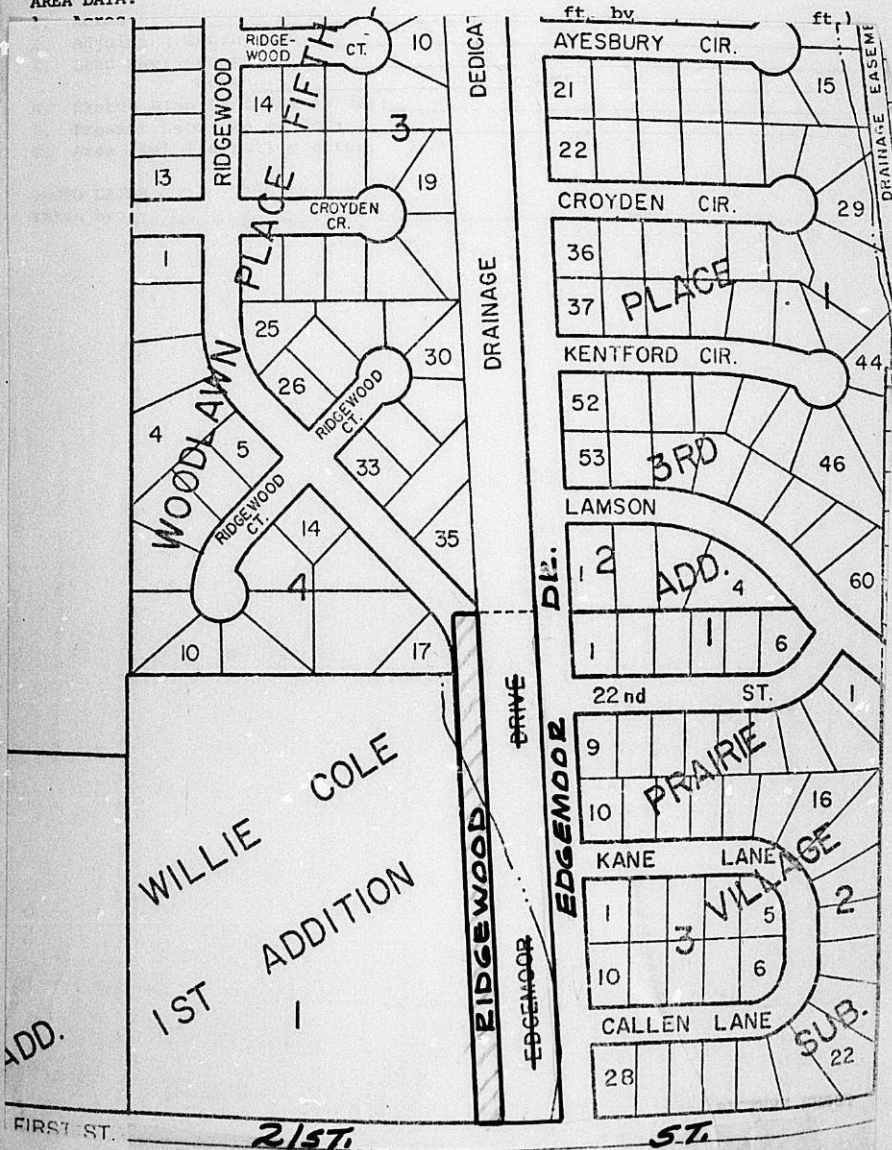 AREA DATA:
ft. by ft.)
RIDGE-
WOOD CT.
10
DEDICAT
AYESBURY CIR.
DRAINAGE EASEME
21
15
14
RIDGEWOOD
3
22
13
19
CROYDEN
CR.
CROYDEN CIR.
29
WOODLAWN PLACE FIFTH
1
36
37
PLACE
1
DRAINAGE
25
30
KENTFORD CIR.
44
26
RIDGEWOOD
CT.
52
4
5
33
53
3RD
46
RIDGEWOOD
CT.
LAMSON
14
35
1
2
ADD.
4
60
4
DR.
10
17
1
1
6
22nd ST.
1
DRIVE
9
PRAIRIE
WILLIE COLE
10
16
EDGEMOOR
KANE LANE
RIDGEWOOD
VILLAGE
1
5
2
1ST ADDITION
3
10
6
1
EDGEMOOR
CALLEN LANE
SUB.
ADD.
28
22
FIRST ST.
21ST. ST.